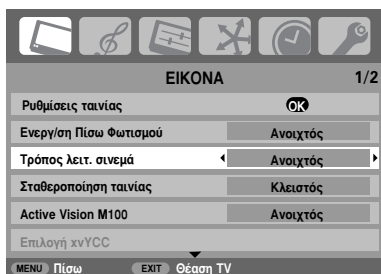 ΕΙΚΟΝΑ 1/2
Ρυθμίσεις ταινίας OK
Ενεργ/ση Πίσω Φωτισμού Ανοιχτός
Τρόπος λειτ. σινεμά Ανοιχτός
Σταθεροποίηση ταινίας Κλειστός
Active Vision M100 Ανοιχτός
Επιλογή xvYCC
MENU Πίσω EXIT Θέαση TV